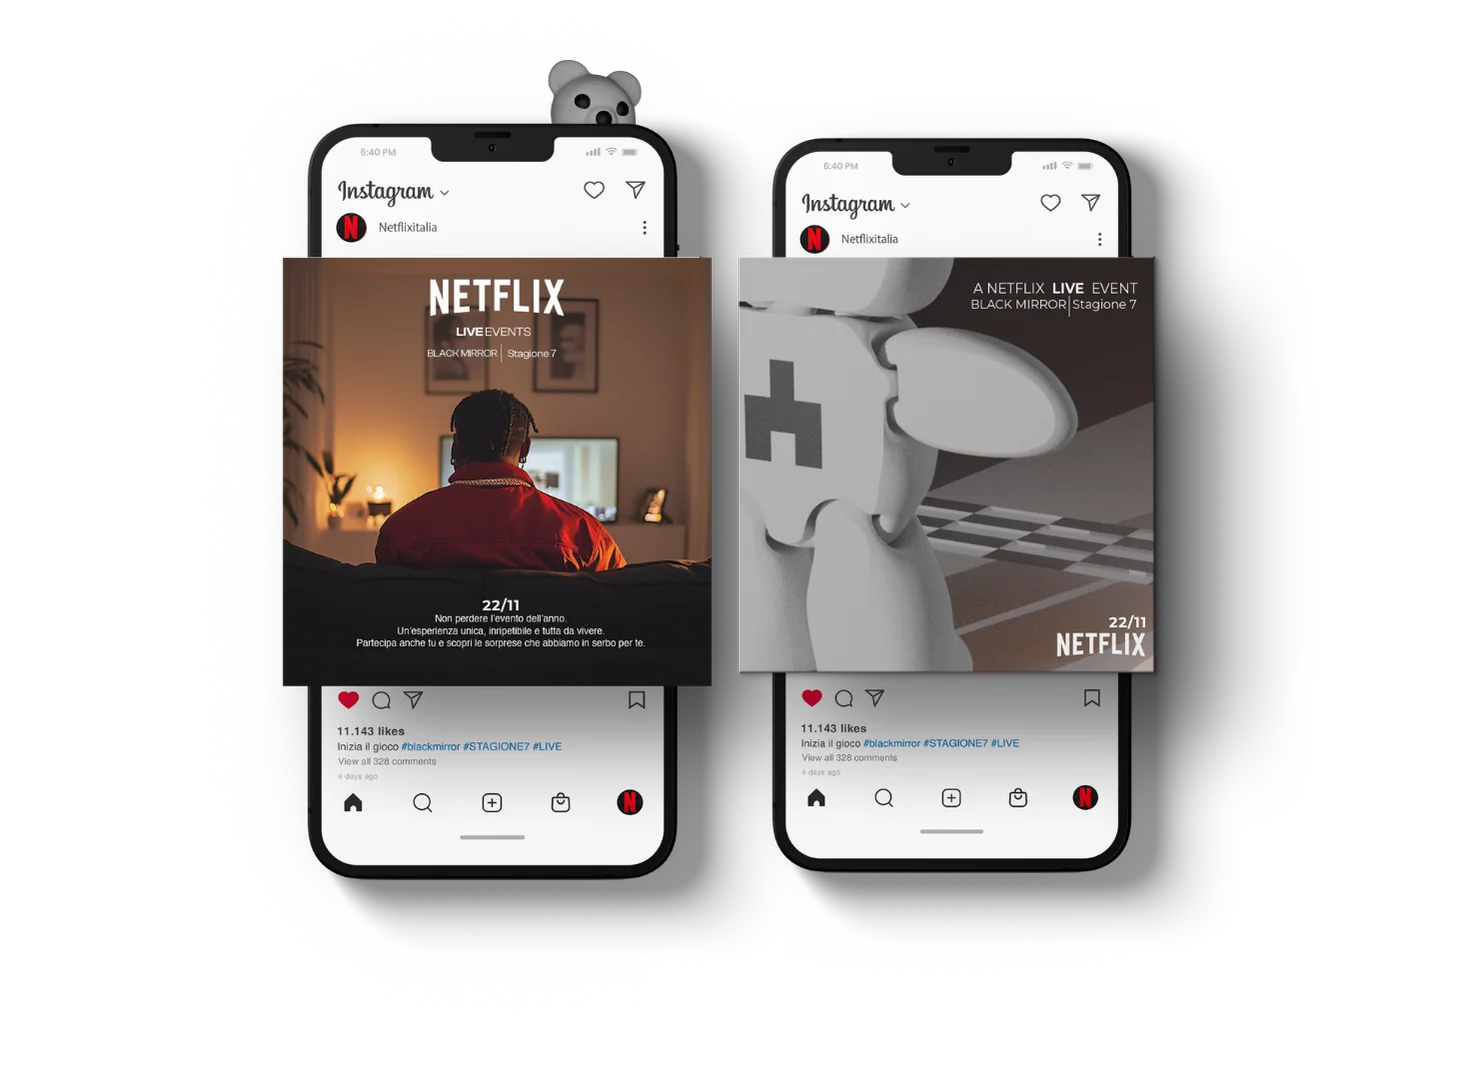 6:40 PM
Instagram
Netflixitalia
NETFLIX
LIVE EVENTS
BLACK MIRROR | Stagione 7
22/11
Non perdere l'evento dell'anno.
Un'esperienza unica, inripetibile e tutta da vivere.
Partecipa anche tu e scopri le sorprese che abbiamo in serbo per te.
11.143 likes
Inizia il gioco #blackmirror #STAGIONE7 #LIVE
View all 328 comments
4 days ago
6:40 PM
Instagram
Netflixitalia
A NETFLIX LIVE EVENT
BLACK MIRROR | Stagione 7
22/11
NETFLIX
11.143 likes
Inizia il gioco #blackmirror #STAGIONE7 #LIVE
View all 328 comments
4 days ago